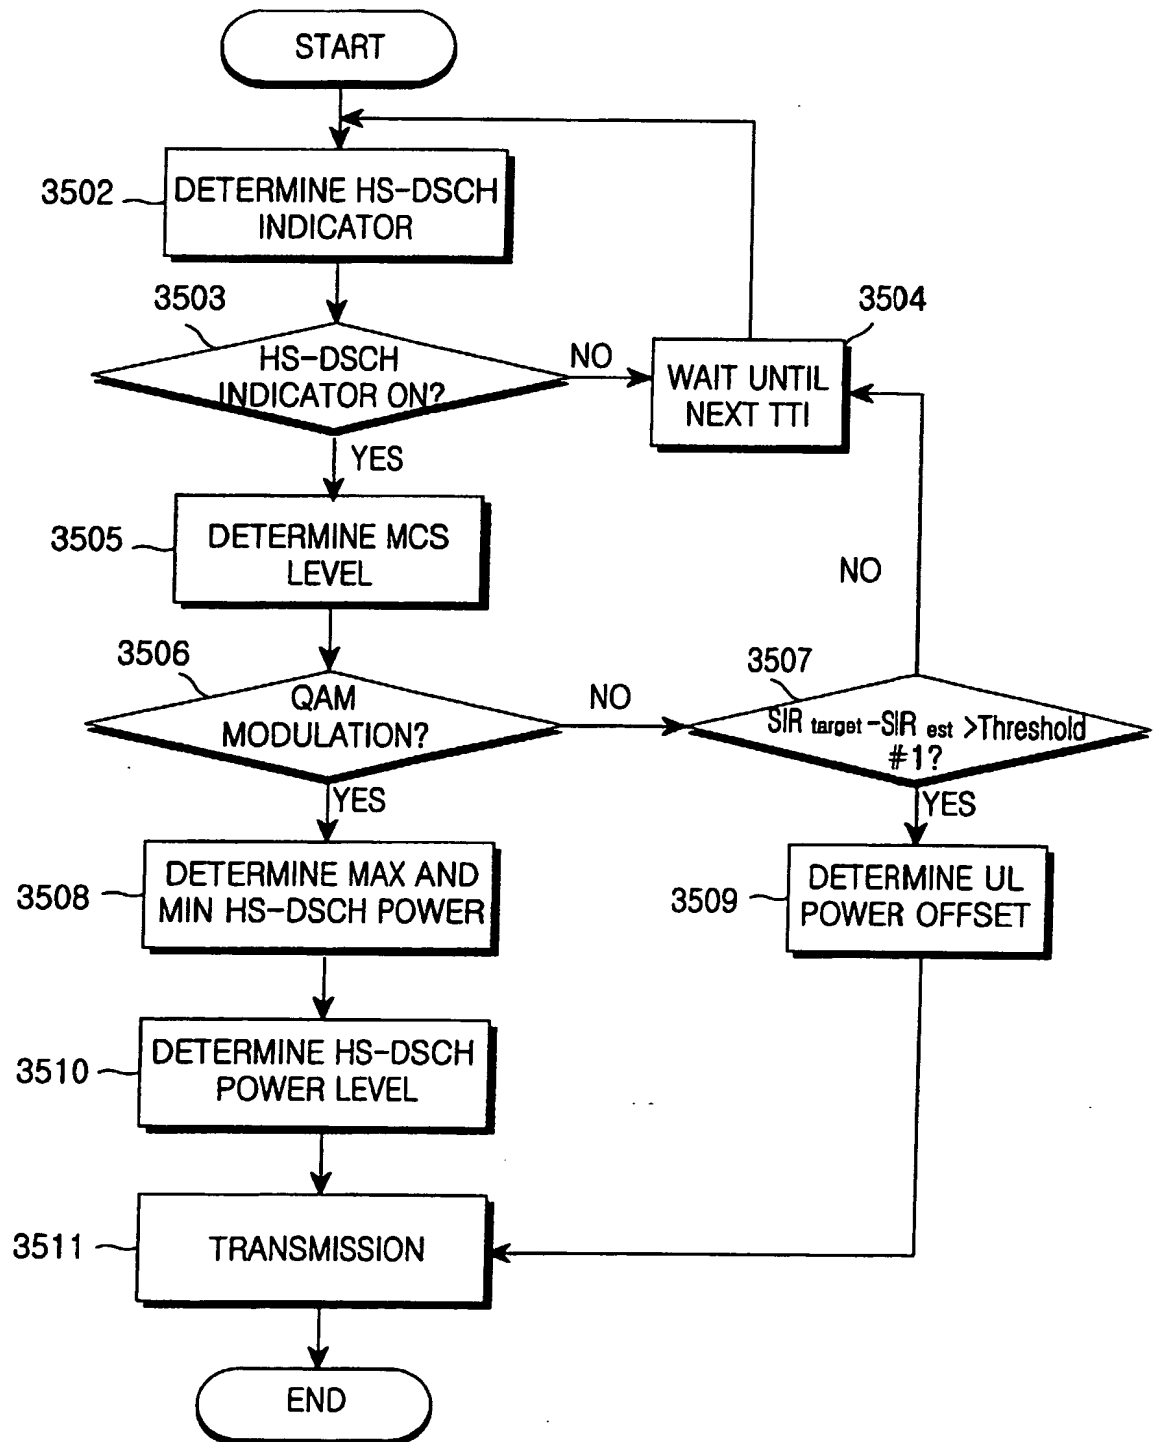 START
3502
DETERMINE HS-DSCH
INDICATOR
3503
HS-DSCH
INDICATOR ON?
NO
3504
WAIT UNTIL
NEXT TTI
YES
3505
DETERMINE MCS
LEVEL
NO
3506
QAM
MODULATION?
NO
3507
SIR target-SIR est >Threshold
#1?
YES
YES
3508
DETERMINE MAX AND
MIN HS-DSCH POWER
3509
DETERMINE UL
POWER OFFSET
3510
DETERMINE HS-DSCH
POWER LEVEL
3511
TRANSMISSION
END